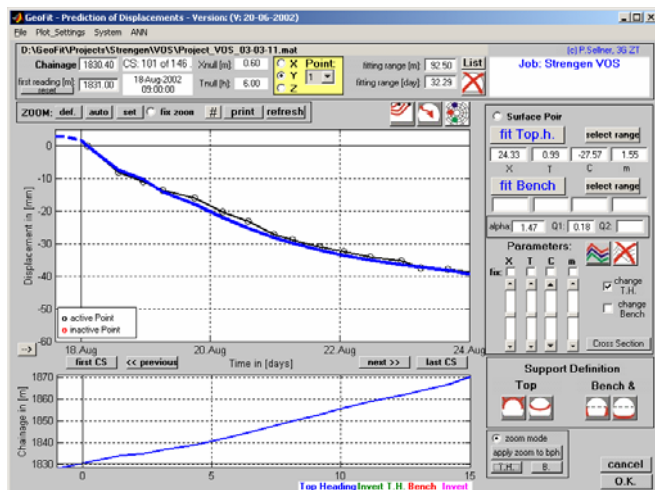 GeoFit - Prediction of Displacements - Version: (V: 20-06-2002)
File Plot_Settings System ANN
D:\GeoFit\Projects\Strengen\VOS\Project_VOS_03-03-11.mat
(c) P.Sellner, 3G ZT
Chainage 1830.40 CS: 101 of 146 Xnull [m]: 0.60 X Point: fitting range [m]: 92.50 List
Job: Strengen VOS
first reading [m]: 1831.00 18-Aug-2002 09:00:00 Tnull [h]: 6.00 Y 1 fitting range [day]: 32.29
reset
Z
ZOOM: def. auto set fix zoom # print refresh
Surface Poir
fit Top.h. select range
24.33 0.99 -27.57 1.55
X T C m
fit Bench select range
alpha: 1.47 Q1: 0.18 Q2:
Parameters:
X T C m
fix:
change T.H.
change Bench
Cross Section
Displacement in [mm]
0
-10
-20
-30
-40
-50
-60
active Point
inactive Point
18.Aug 20.Aug 22.Aug 24.Aug
-->
first CS << previous Time in [days] next >> last CS
Support Definition
Top Bench &
Chainage in [m]
1870
1860
1850
1840
1830
0 5 10 15
Top Heading Invert T.H. Bench Invert
zoom mode
apply zoom to bph
T.H. B.
cancel
O.K.